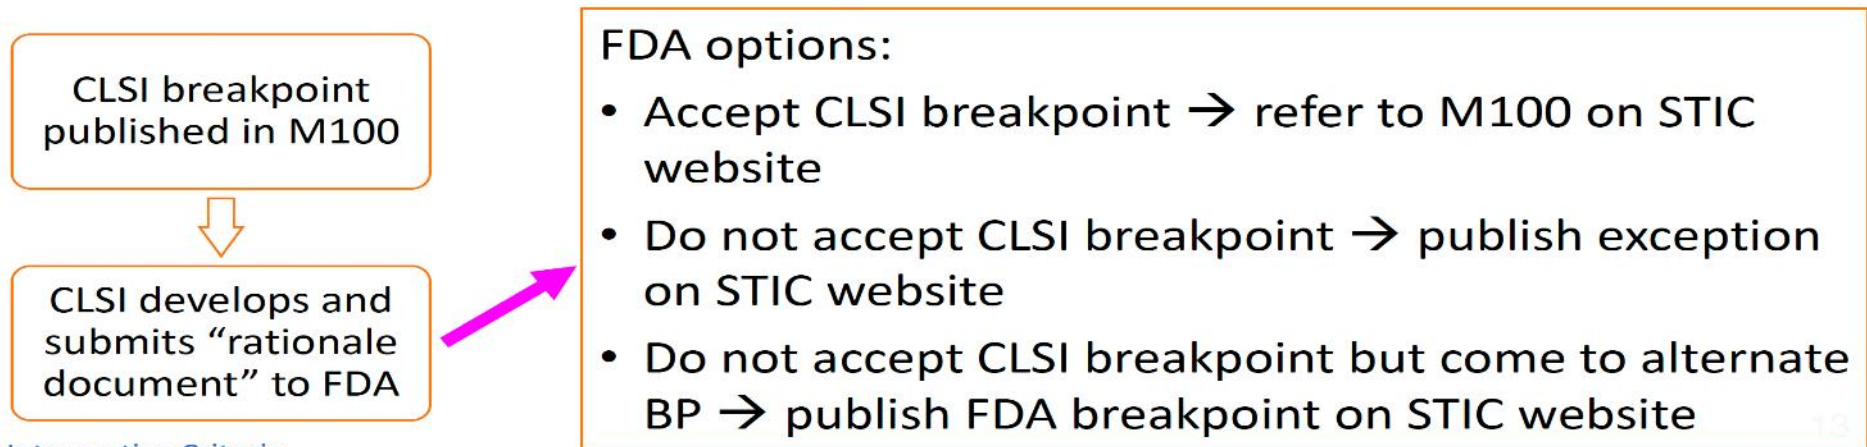 CLSI breakpoint
published in M100
CLSI develops and
submits “rationale
document” to FDA
FDA options:
• Accept CLSI breakpoint → refer to M100 on STIC
website
• Do not accept CLSI breakpoint → publish exception
on STIC website
• Do not accept CLSI breakpoint but come to alternate
BP → publish FDA breakpoint on STIC website
13